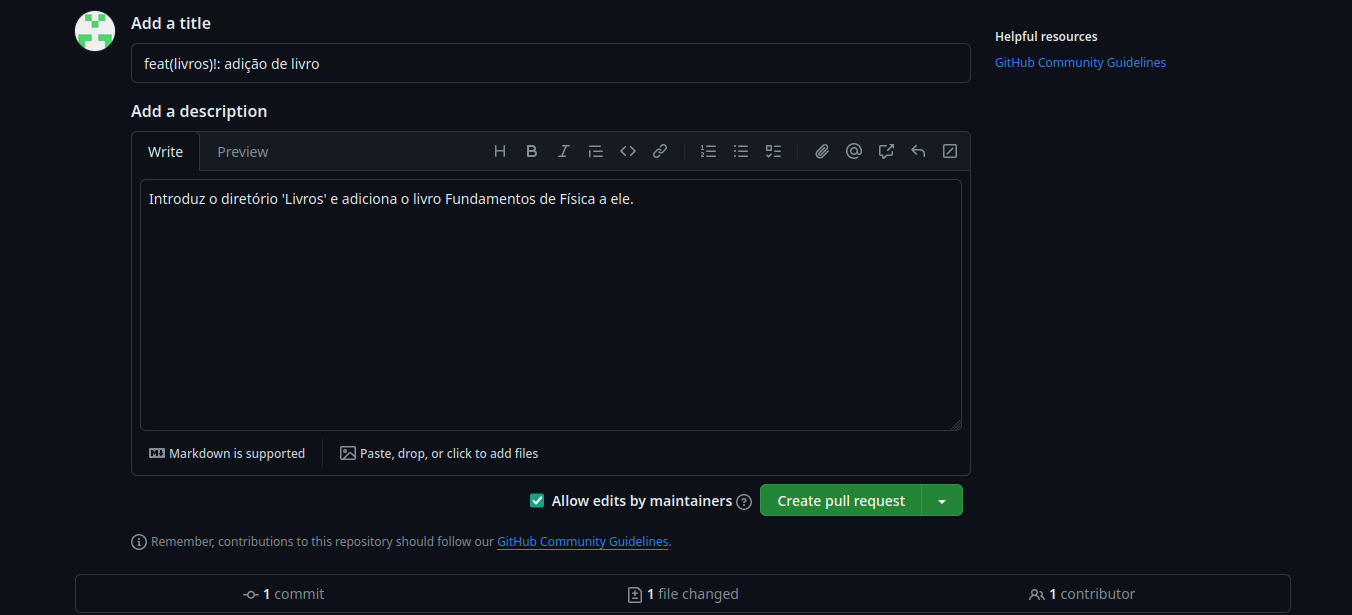 Add a title
Helpful resources
feat(livros)!: adição de livro
GitHub Community Guidelines
Add a description
Write Preview
Introduz o diretório 'Livros' e adiciona o livro Fundamentos de Física a ele.
Markdown is supported Paste, drop, or click to add files
Allow edits by maintainers Create pull request
Remember, contributions to this repository should follow our GitHub Community Guidelines.
1 commit 1 file changed 1 contributor